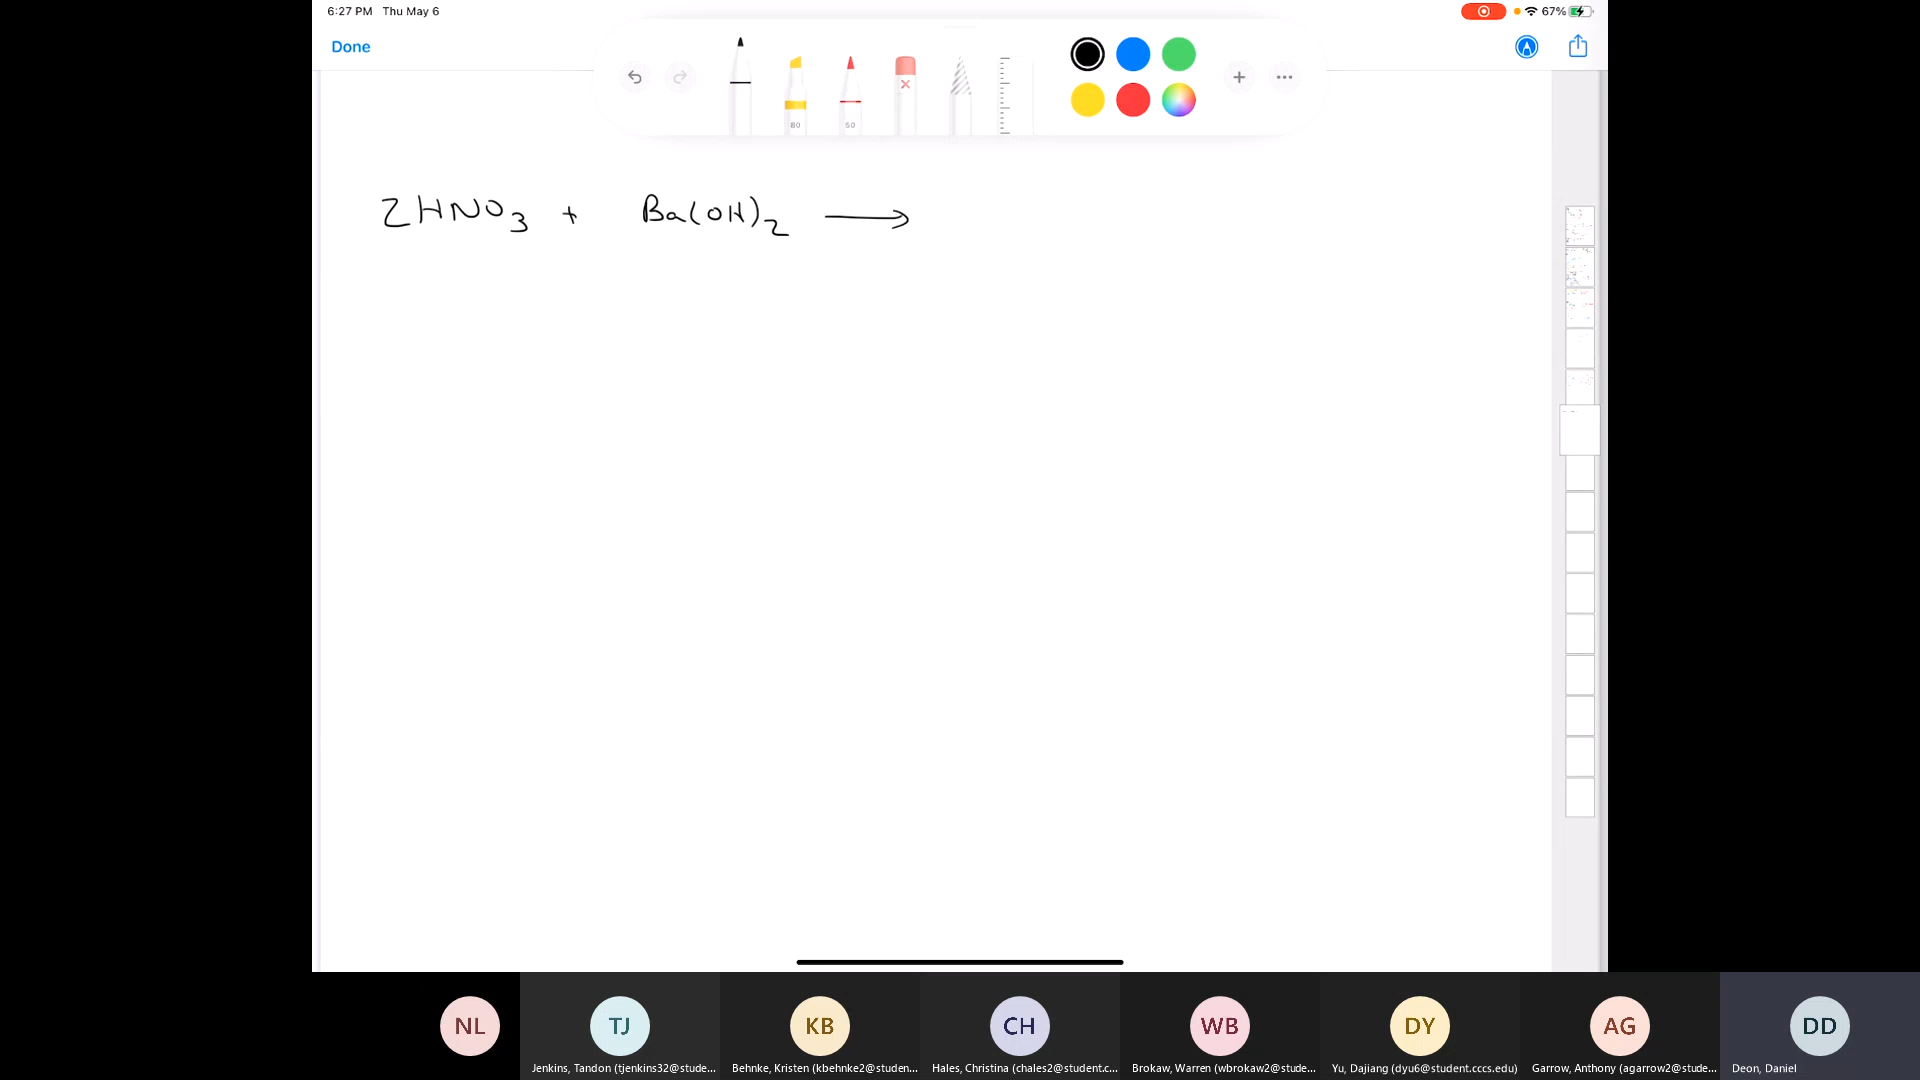 6:27 PM Thu May 6
67%
Done
80
50
2HNO₃ + Ba(OH)₂ ⟶
NL
TJ
KB
CH
WB
DY
AG
DD
Jenkins, Tandon (tjenkins32@stude...
Behnke, Kristen (kbehnke2@studen...
Hales, Christina (chales2@student.c...
Brokaw, Warren (wbrokaw2@stude...
Yu, Dajiang (dyu6@student.cccs.edu)
Garrow, Anthony (agarrow2@stude...
Deon, Daniel